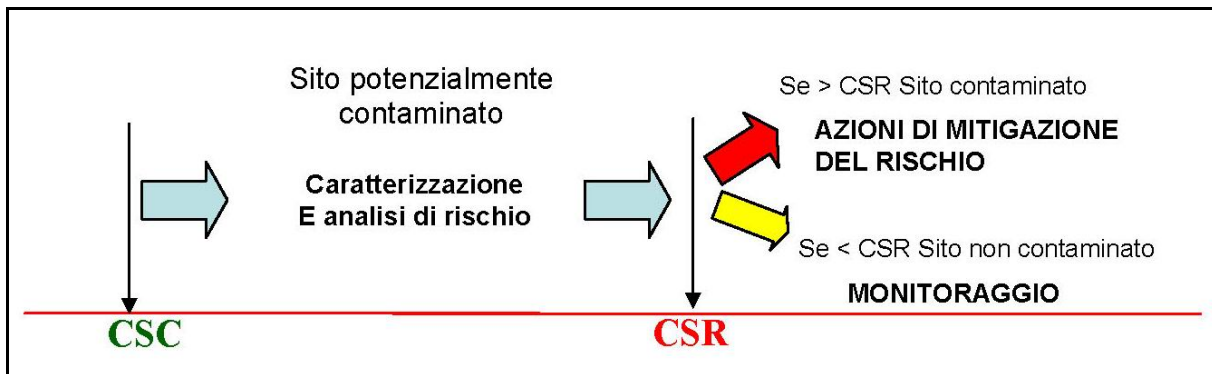 Sito potenzialmente
contaminato
Caratterizzazione
E analisi di rischio
Se > CSR Sito contaminato
AZIONI DI MITIGAZIONE
DEL RISCHIO
Se < CSR Sito non contaminato
MONITORAGGIO
CSC
CSR